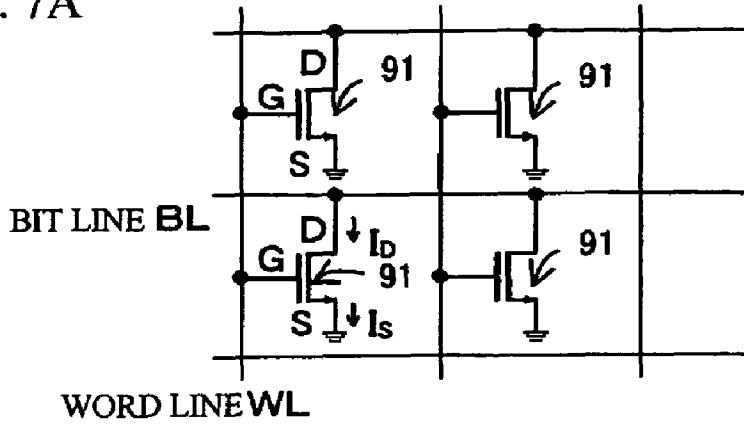 . 7A
D 91 91
G
S
BIT LINE BL
D ID 91
G 91
S IS
WORD LINE WL